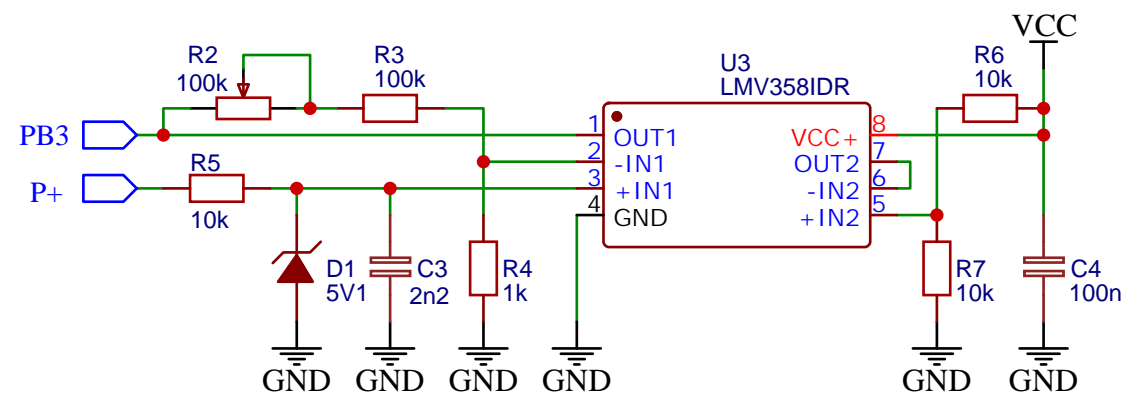 VCC
R2
100k
R3
100k
U3
LMV358IDR
R6
10k
PB3
1
OUT1
VCC+
8
2
-IN1
OUT2
7
P+
R5
10k
3
+IN1
-IN2
6
4
GND
+IN2
5
D1
5V1
C3
2n2
R4
1k
R7
10k
C4
100n
GND
GND
GND
GND
GND
GND